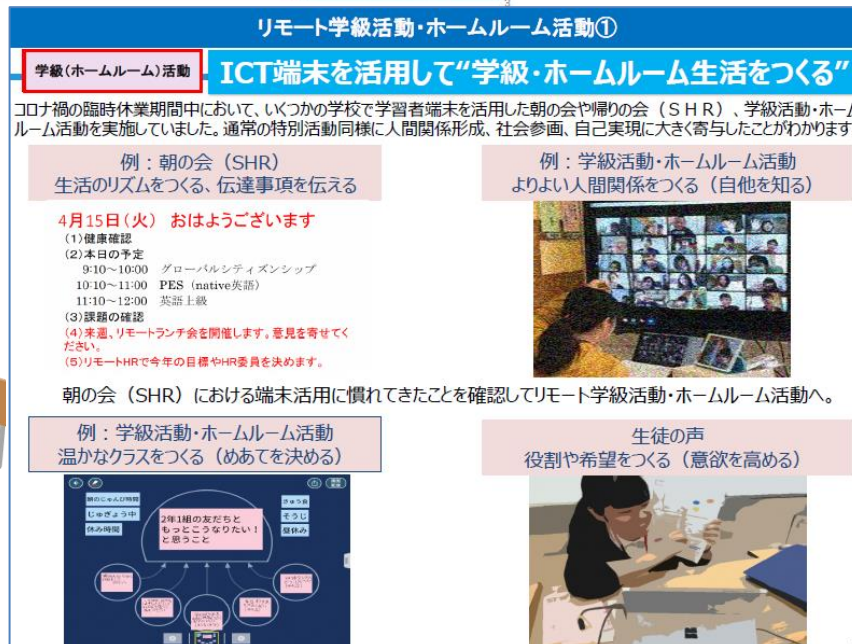 3
リモート学級活動・ホームルーム活動①
学級(ホームルーム)活動
ICT端末を活用して“学級・ホームルーム生活をつくる”
コロナ禍の臨時休業期間中において、いくつかの学校で学習者端末を活用した朝の会や帰りの会（ＳＨＲ）、学級活動・ホーム
ルーム活動を実施していました。通常の特別活動同様に人間関係形成、社会参画、自己実現に大きく寄与したことがわかります
例：朝の会（SHR）
生活のリズムをつくる、伝達事項を伝える
4月15日(火)　おはようございます
(1)健康確認
(2)本日の予定
9:10～10:00　グローバルシティズンシップ
10:10～11:00　PES（native英語）
11:10～12:00　英語上級
(3)課題の確認
(4)来週、リモートランチ会を開催します。意見を寄せてく
ださい。
(5)リモートHRで今年の目標やHR委員を決めます。
例：学級活動・ホームルーム活動
よりよい人間関係をつくる（自他を知る）
朝の会（SHR）における端末活用に慣れてきたことを確認してリモート学級活動・ホームルーム活動へ。
例：学級活動・ホームルーム活動
温かなクラスをつくる（めあてを決める）
朝のじゅんび時間
じゅぎょう中
休み時間
2年1組の友だちと
もっとこうなりたい！
と思うこと
きゅう食
そうじ
昼休み
生徒の声
役割や希望をつくる（意欲を高める）